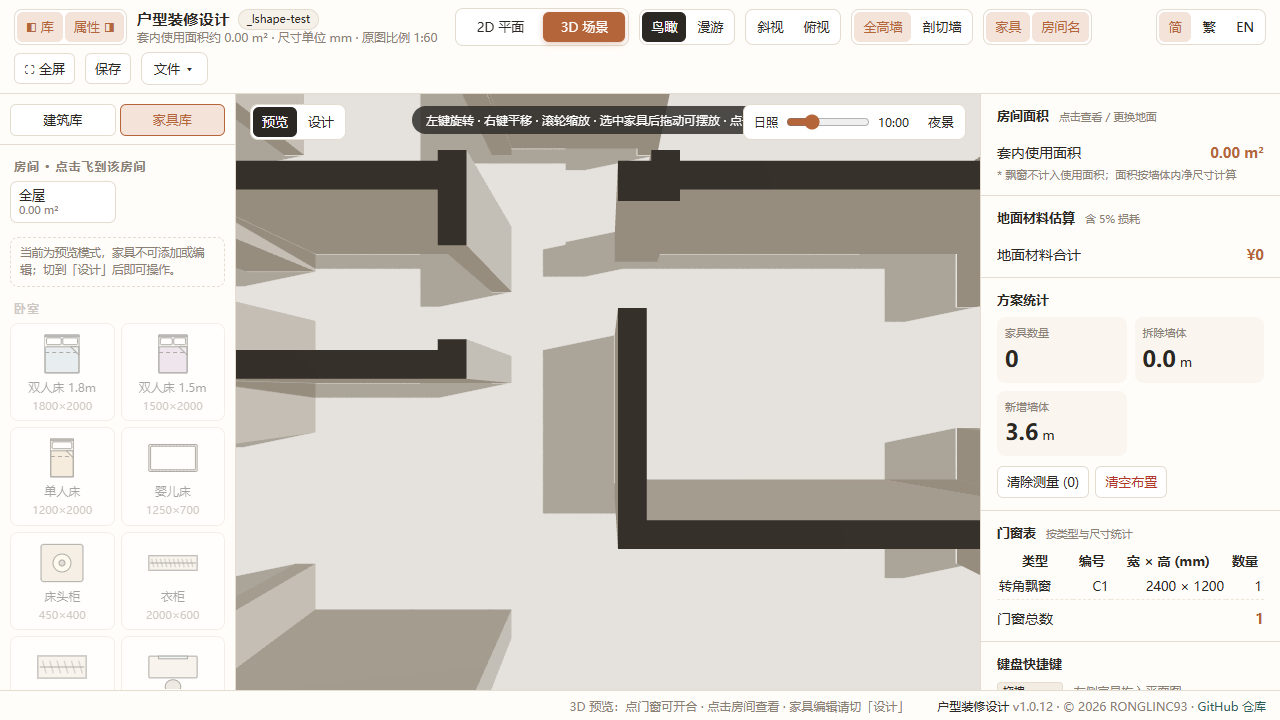 ◧ 库 属性 ◨
户型装修设计 _lshape-test
套内使用面积约 0.00 m² · 尺寸单位 mm · 原图比例 1:60
2D 平面 3D 场景 鸟瞰 漫游 斜视 俯视 全高墙 剖切墙 家具 房间名 简 繁 EN
全屏 保存 文件
建筑库 家具库
房间 · 点击飞到该房间
全屋
0.00 m²
当前为预览模式，家具不可添加或编
辑；切到「设计」后即可操作。
卧室
双人床 1.8m 双人床 1.5m
1800×2000 1500×2000
单人床 婴儿床
1200×2000 1250×700
床头柜 衣柜
450×400 2000×600
预览 设计
左键旋转 · 右键平移 · 滚轮缩放 · 选中家具后拖动可摆放 · 点
日照 10:00 夜景
房间面积 点击查看 / 更换地面
套内使用面积 0.00 m²
* 飘窗不计入使用面积；面积按墙体内净尺寸计算
地面材料估算 含 5% 损耗
地面材料合计 ¥0
方案统计
家具数量 拆除墙体
0 0.0 m
新增墙体
3.6 m
清除测量 (0) 清空布置
门窗表 按类型与尺寸统计
类型 编号 宽 × 高 (mm) 数量
转角飘窗 C1 2400 × 1200 1
门窗总数 1
键盘快捷键
3D 预览：点门窗可开合 · 点击房间查看 · 家具编辑请切「设计」 户型装修设计 v1.0.12 · © 2026 RONGLINC93 · GitHub 仓库